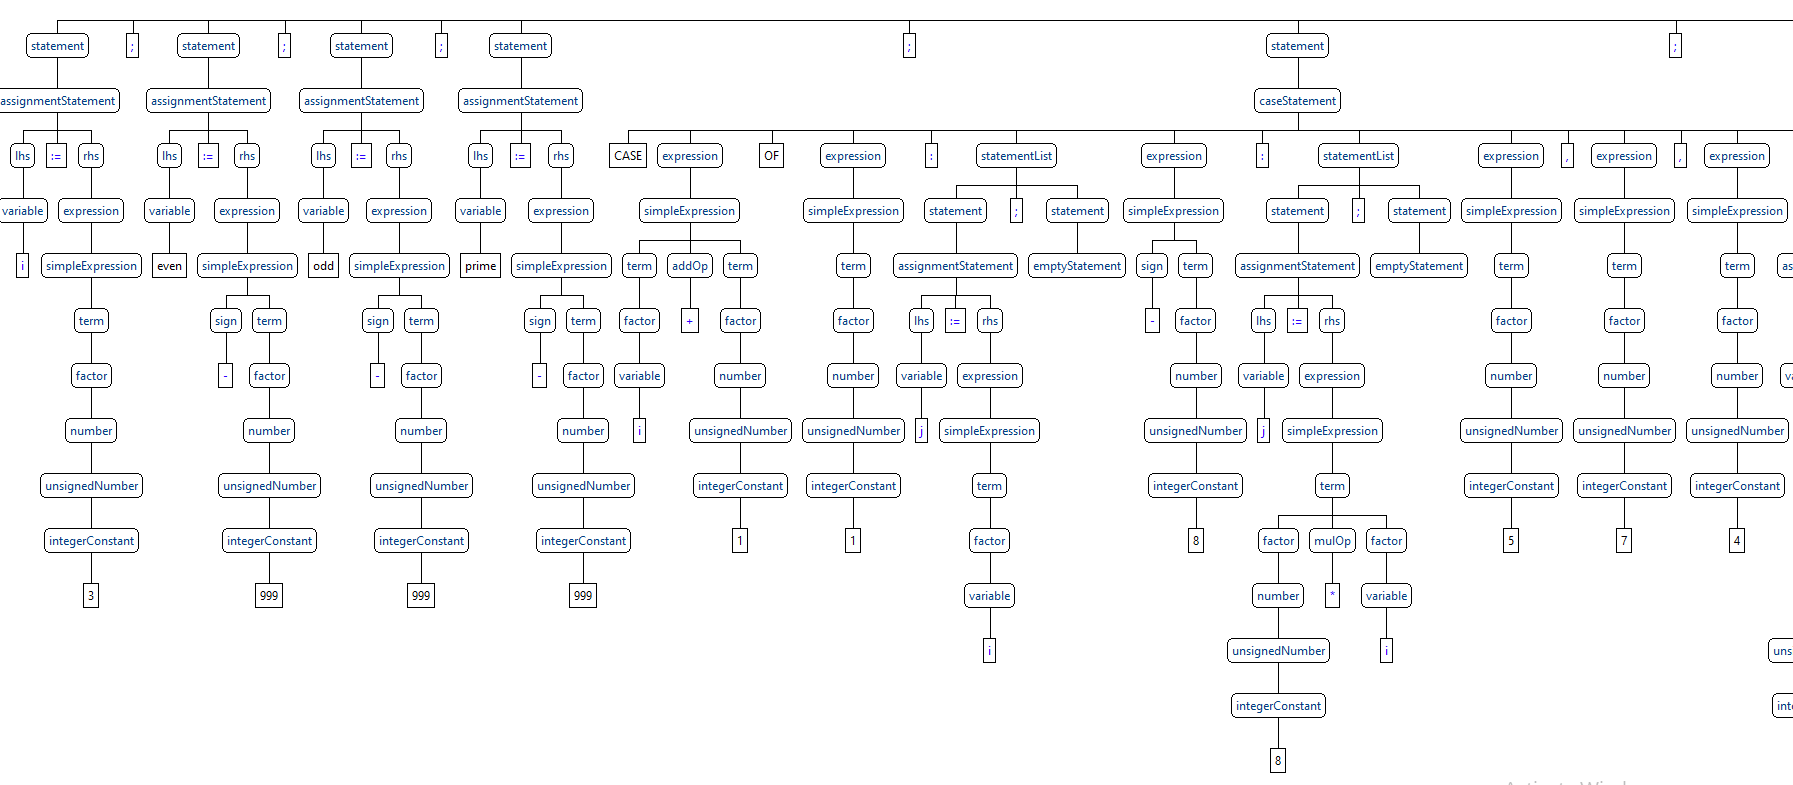 statement ; statement ; statement ; statement ; statement ;
assignmentStatement assignmentStatement assignmentStatement assignmentStatement caseStatement
lhs := rhs lhs := rhs lhs := rhs lhs := rhs CASE expression OF expression : statementList expression : statementList expression , expression , expression
variable expression variable expression variable expression variable expression simpleExpression simpleExpression statement ; statement simpleExpression statement ; statement simpleExpression simpleExpression simpleExpression
i simpleExpression even simpleExpression odd simpleExpression prime simpleExpression term addOp term term assignmentStatement emptyStatement sign term assignmentStatement emptyStatement term term term as
term sign term sign term sign term factor + factor factor lhs := rhs - factor lhs := rhs factor factor factor
factor - factor - factor - factor variable number number variable expression number variable expression number number number va
number number number number i unsignedNumber unsignedNumber j simpleExpression unsignedNumber j simpleExpression unsignedNumber unsignedNumber unsignedNumber
unsignedNumber unsignedNumber unsignedNumber unsignedNumber integerConstant integerConstant term integerConstant term integerConstant integerConstant integerConstant
integerConstant integerConstant integerConstant integerConstant 1 1 factor 8 factor mulOp factor 5 7 4
3 999 999 999 variable number * variable
i unsignedNumber i uns
integerConstant int
8